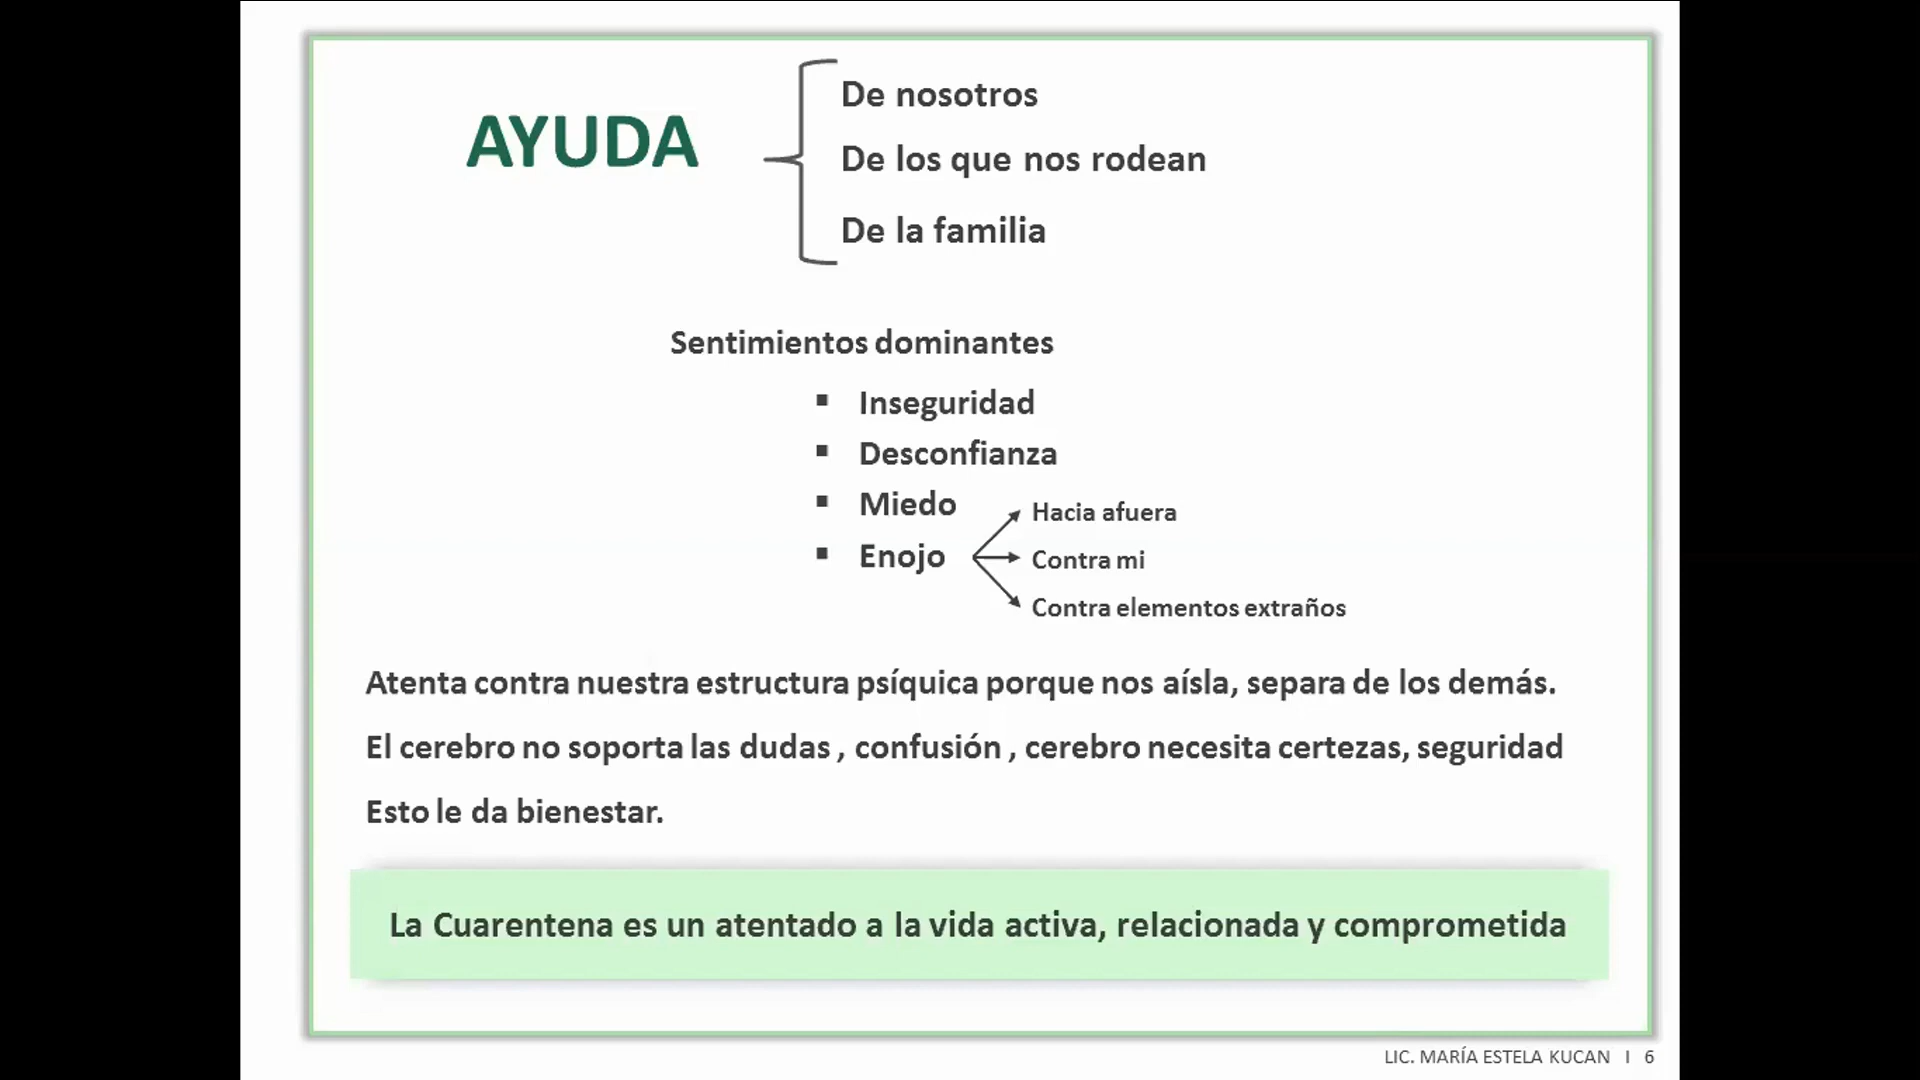 AYUDA
De nosotros
De los que nos rodean
De la familia
Sentimientos dominantes
▪ Inseguridad
▪ Desconfianza
▪ Miedo
▪ Enojo
Hacia afuera
Contra mi
Contra elementos extraños
Atenta contra nuestra estructura psíquica porque nos aísla, separa de los demás.
El cerebro no soporta las dudas , confusión , cerebro necesita certezas, seguridad
Esto le da bienestar.
La Cuarentena es un atentado a la vida activa, relacionada y comprometida
LIC. MARÍA ESTELA KUCAN I 6